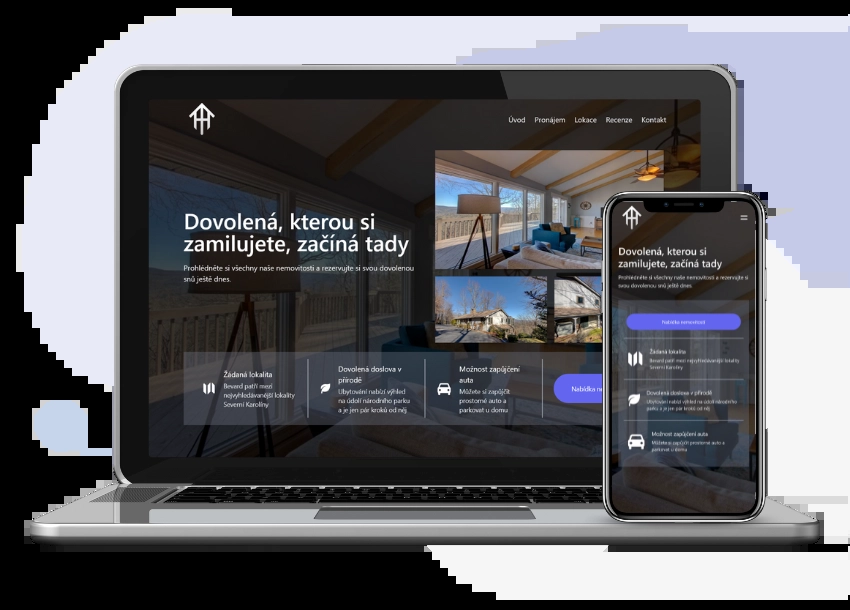 Úvod Pronájem Lokace Recenze Kontakt
Dovolená, kterou si
zamilujete, začíná tady
Prohlédněte si všechny naše nemovitosti a rezervujte si svou dovolenou
snů ještě dnes.
Žádaná lokalita
Bevard patří mezi
nejvyhledávanější lokality
Severní Karolíny
Dovolená doslova v
přírodě
Ubytování nabízí výhled
na údolí národního parku
a je jen pár kroků od něj
Možnost zapůjčení
auta
Můžete si zapůjčit
prostorné auto a
parkovat u domu
Nabídka ne
Dovolená, kterou si
zamilujete, začíná tady
Prohlédněte si všechny naše nemovitosti a rezervujte si
svou dovolenou snů ještě dnes.
Nabídka nemovitostí
Žádaná lokalita
Bevard patří mezi nejvyhledávanější lokality
Severní Karolíny
Dovolená doslova v přírodě
Ubytování nabízí výhled na údolí národního
parku a je jen pár kroků od něj
Možnost zapůjčení auta
Můžete si zapůjčit prostorné auto a
parkovat u domu